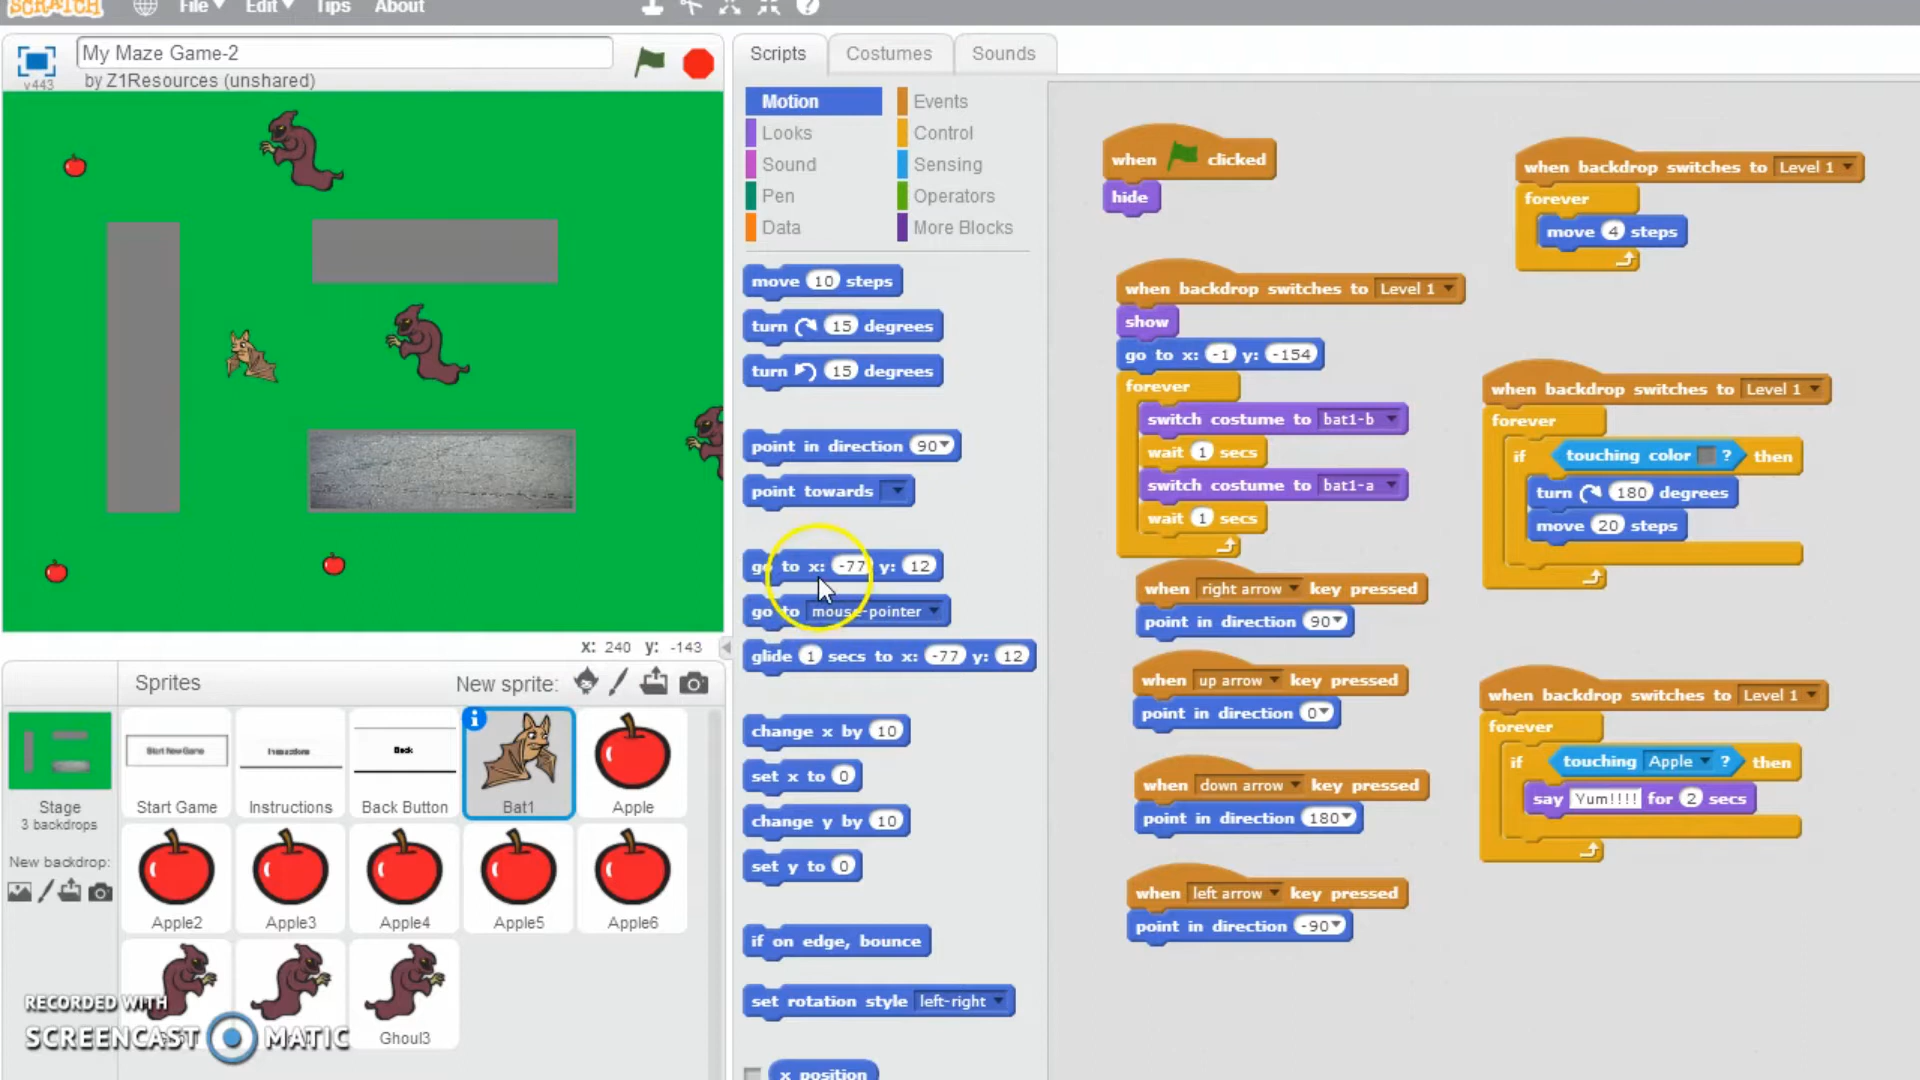 SCRATCH File Edit Tips About
My Maze Game-2
v443
by Z1Resources (unshared)
x: 240 y: -143
Sprites New sprite:
Stage
3 backdrops
New backdrop:
Start New Game
Start Game
Instructions
Instructions
Back
Back Button
Bat1
Apple
Apple2
Apple3
Apple4
Apple5
Apple6
Ghoul3
RECORDED WITH
SCREENCAST MATIC
Scripts Costumes Sounds
Motion Events
Looks Control
Sound Sensing
Pen Operators
Data More Blocks
move 10 steps
turn 15 degrees
turn 15 degrees
point in direction 90
point towards
go to x: -77 y: 12
go to mouse-pointer
glide 1 secs to x: -77 y: 12
change x by 10
set x to 0
change y by 10
set y to 0
if on edge, bounce
set rotation style left-right
x position
when clicked
hide
when backdrop switches to Level 1
show
go to x: -1 y: -154
forever
switch costume to bat1-b
wait 1 secs
switch costume to bat1-a
wait 1 secs
when right arrow key pressed
point in direction 90
when up arrow key pressed
point in direction 0
when down arrow key pressed
point in direction 180
when left arrow key pressed
point in direction -90
when backdrop switches to Level 1
forever
move 4 steps
when backdrop switches to Level 1
forever
if touching color ? then
turn 180 degrees
move 20 steps
when backdrop switches to Level 1
forever
if touching Apple ? then
say Yum!!!! for 2 secs